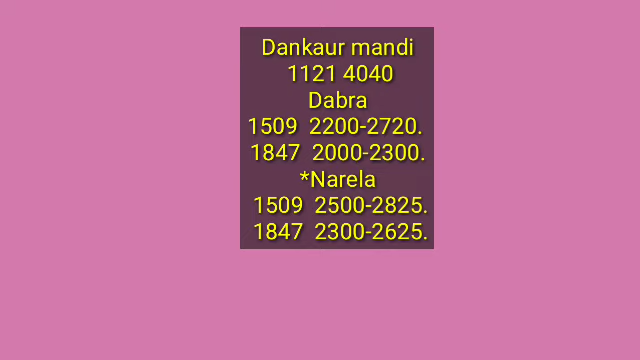 Dankaur mandi
1121 4040
Dabra
1509 2200-2720.
1847 2000-2300.
*Narela
1509 2500-2825.
1847 2300-2625.